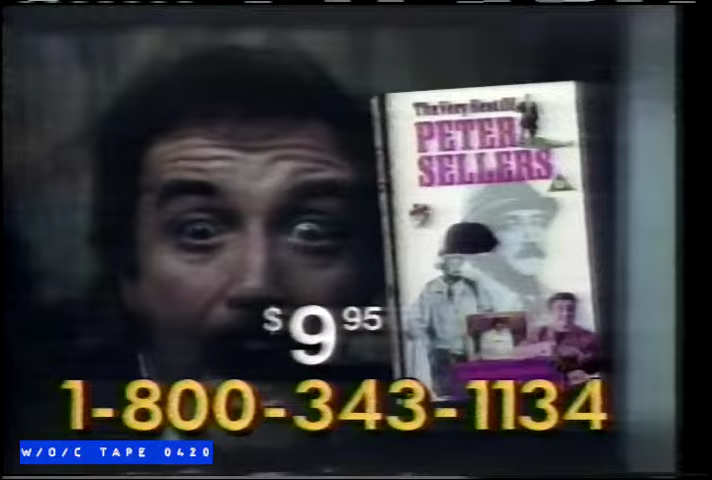 The Very Best Of
PETER
SELLERS
$9.95
1-800-343-1134
W/O/C TAPE 0420